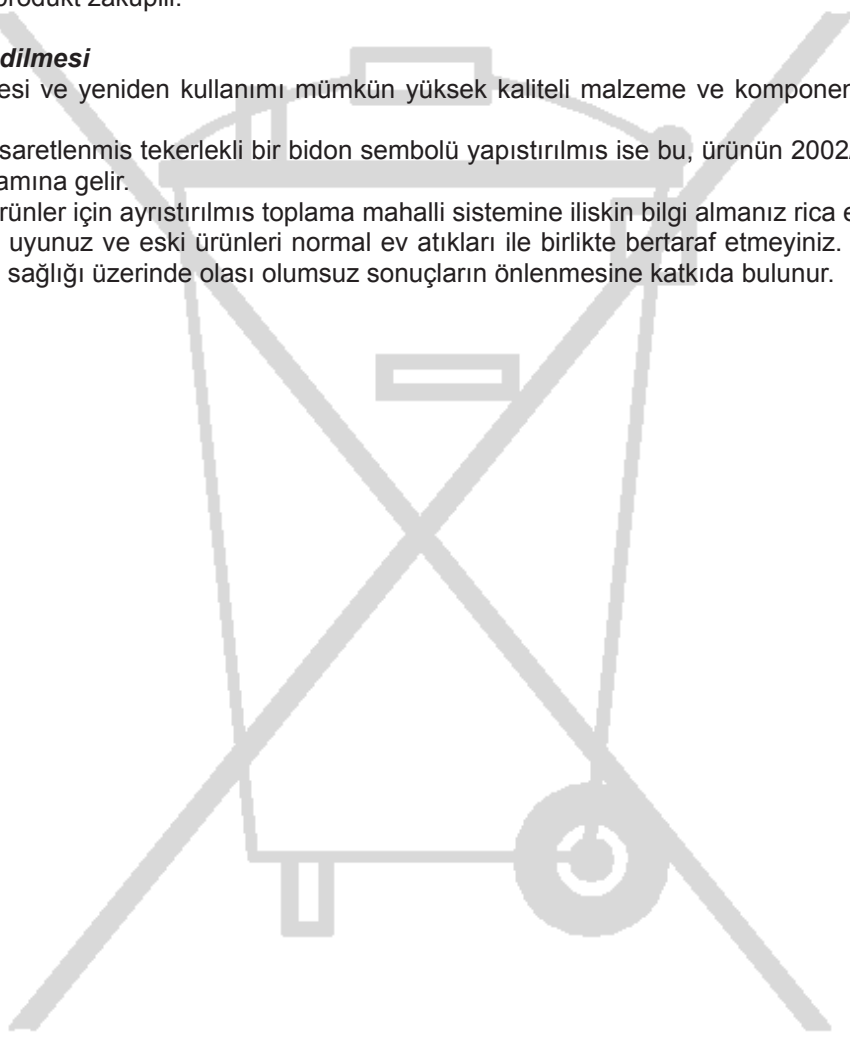 produkt zakupili.
dilmesi
esi ve yeniden kullanımı mümkün yüksek kaliteli malzeme ve komponen
saretlenmis tekerlekli bir bidon sembolü yapıstırılmıs ise bu, ürünün 2002
amına gelir.
rünler için ayrıstırılmıs toplama mahalli sistemine iliskin bilgi almanız rica e
uyunuz ve eski ürünleri normal ev atıkları ile birlikte bertaraf etmeyiniz.
sağlığı üzerinde olası olumsuz sonuçların önlenmesine katkıda bulunur.